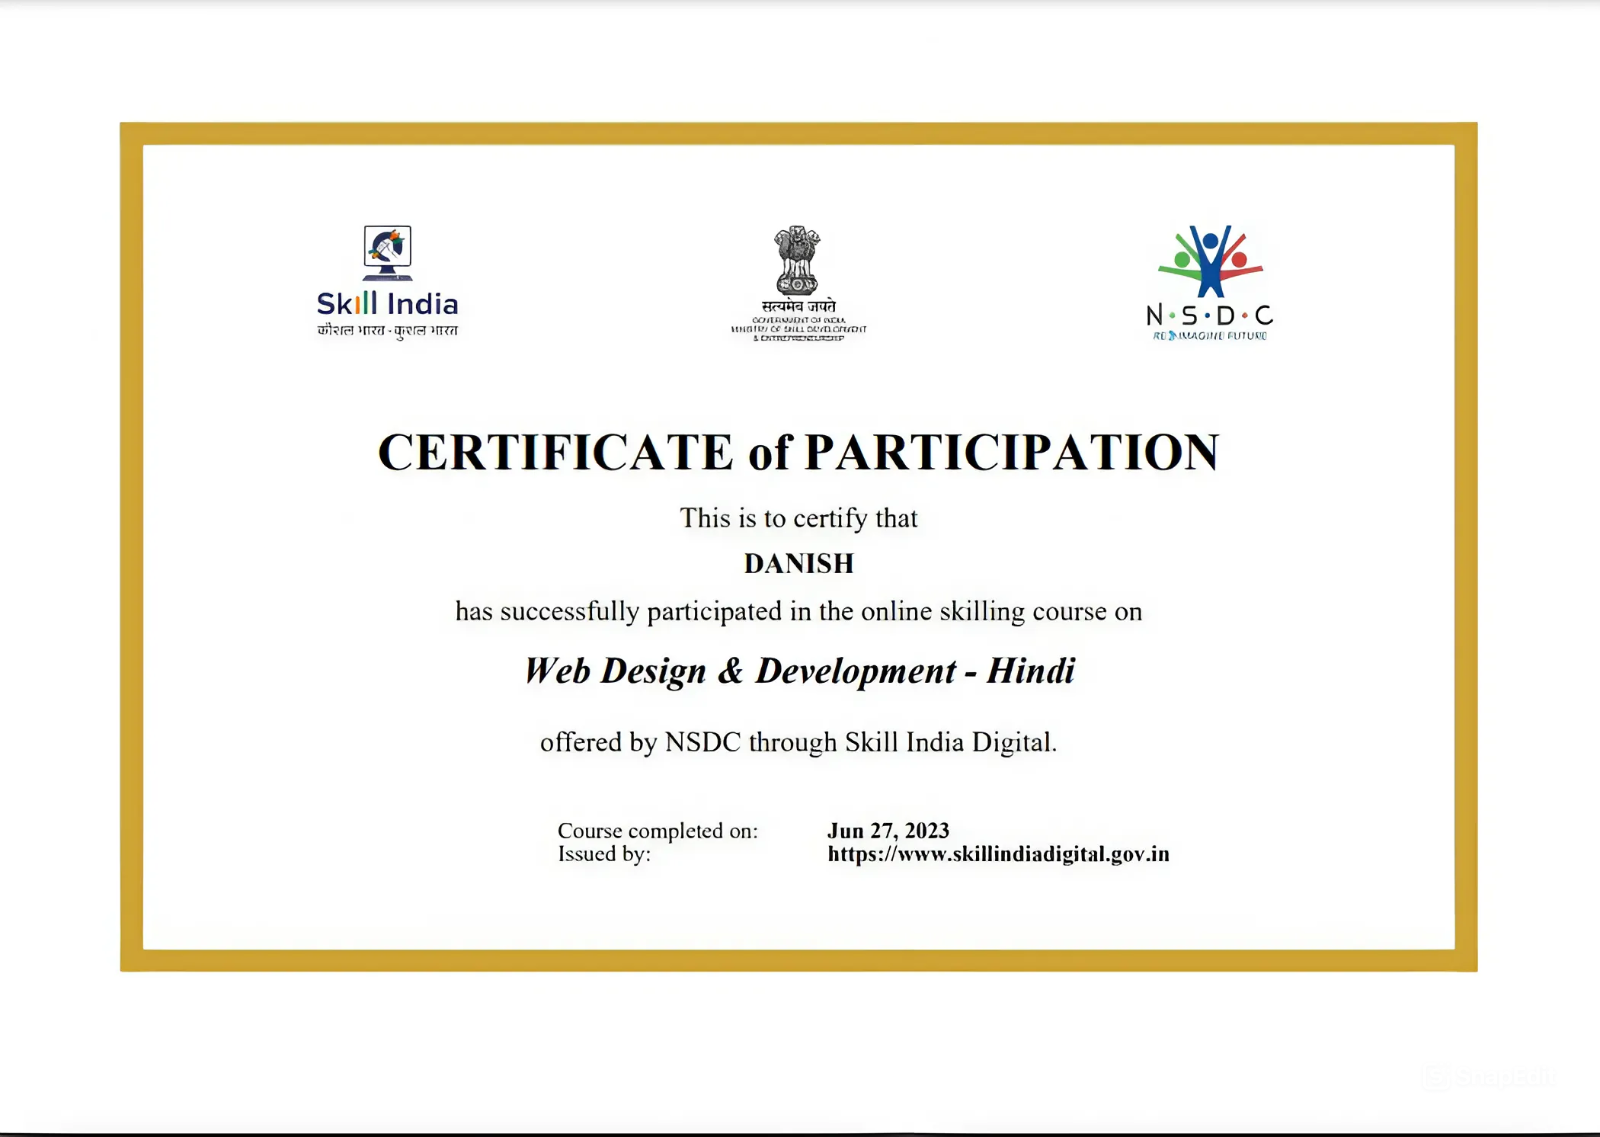 Skill India
कौशल भारत - कुशल भारत
सत्यमेव जयते
GOVERNMENT OF INDIA
MINISTRY OF SKILL DEVELOPMENT
& ENTREPRENEURSHIP
N·S·D·C
RE IMAGINE FUTURE
CERTIFICATE of PARTICIPATION
This is to certify that
DANISH
has successfully participated in the online skilling course on
Web Design & Development - Hindi
offered by NSDC through Skill India Digital.
Course completed on: Jun 27, 2023
Issued by: https://www.skillindiadigital.gov.in
SnapEdit